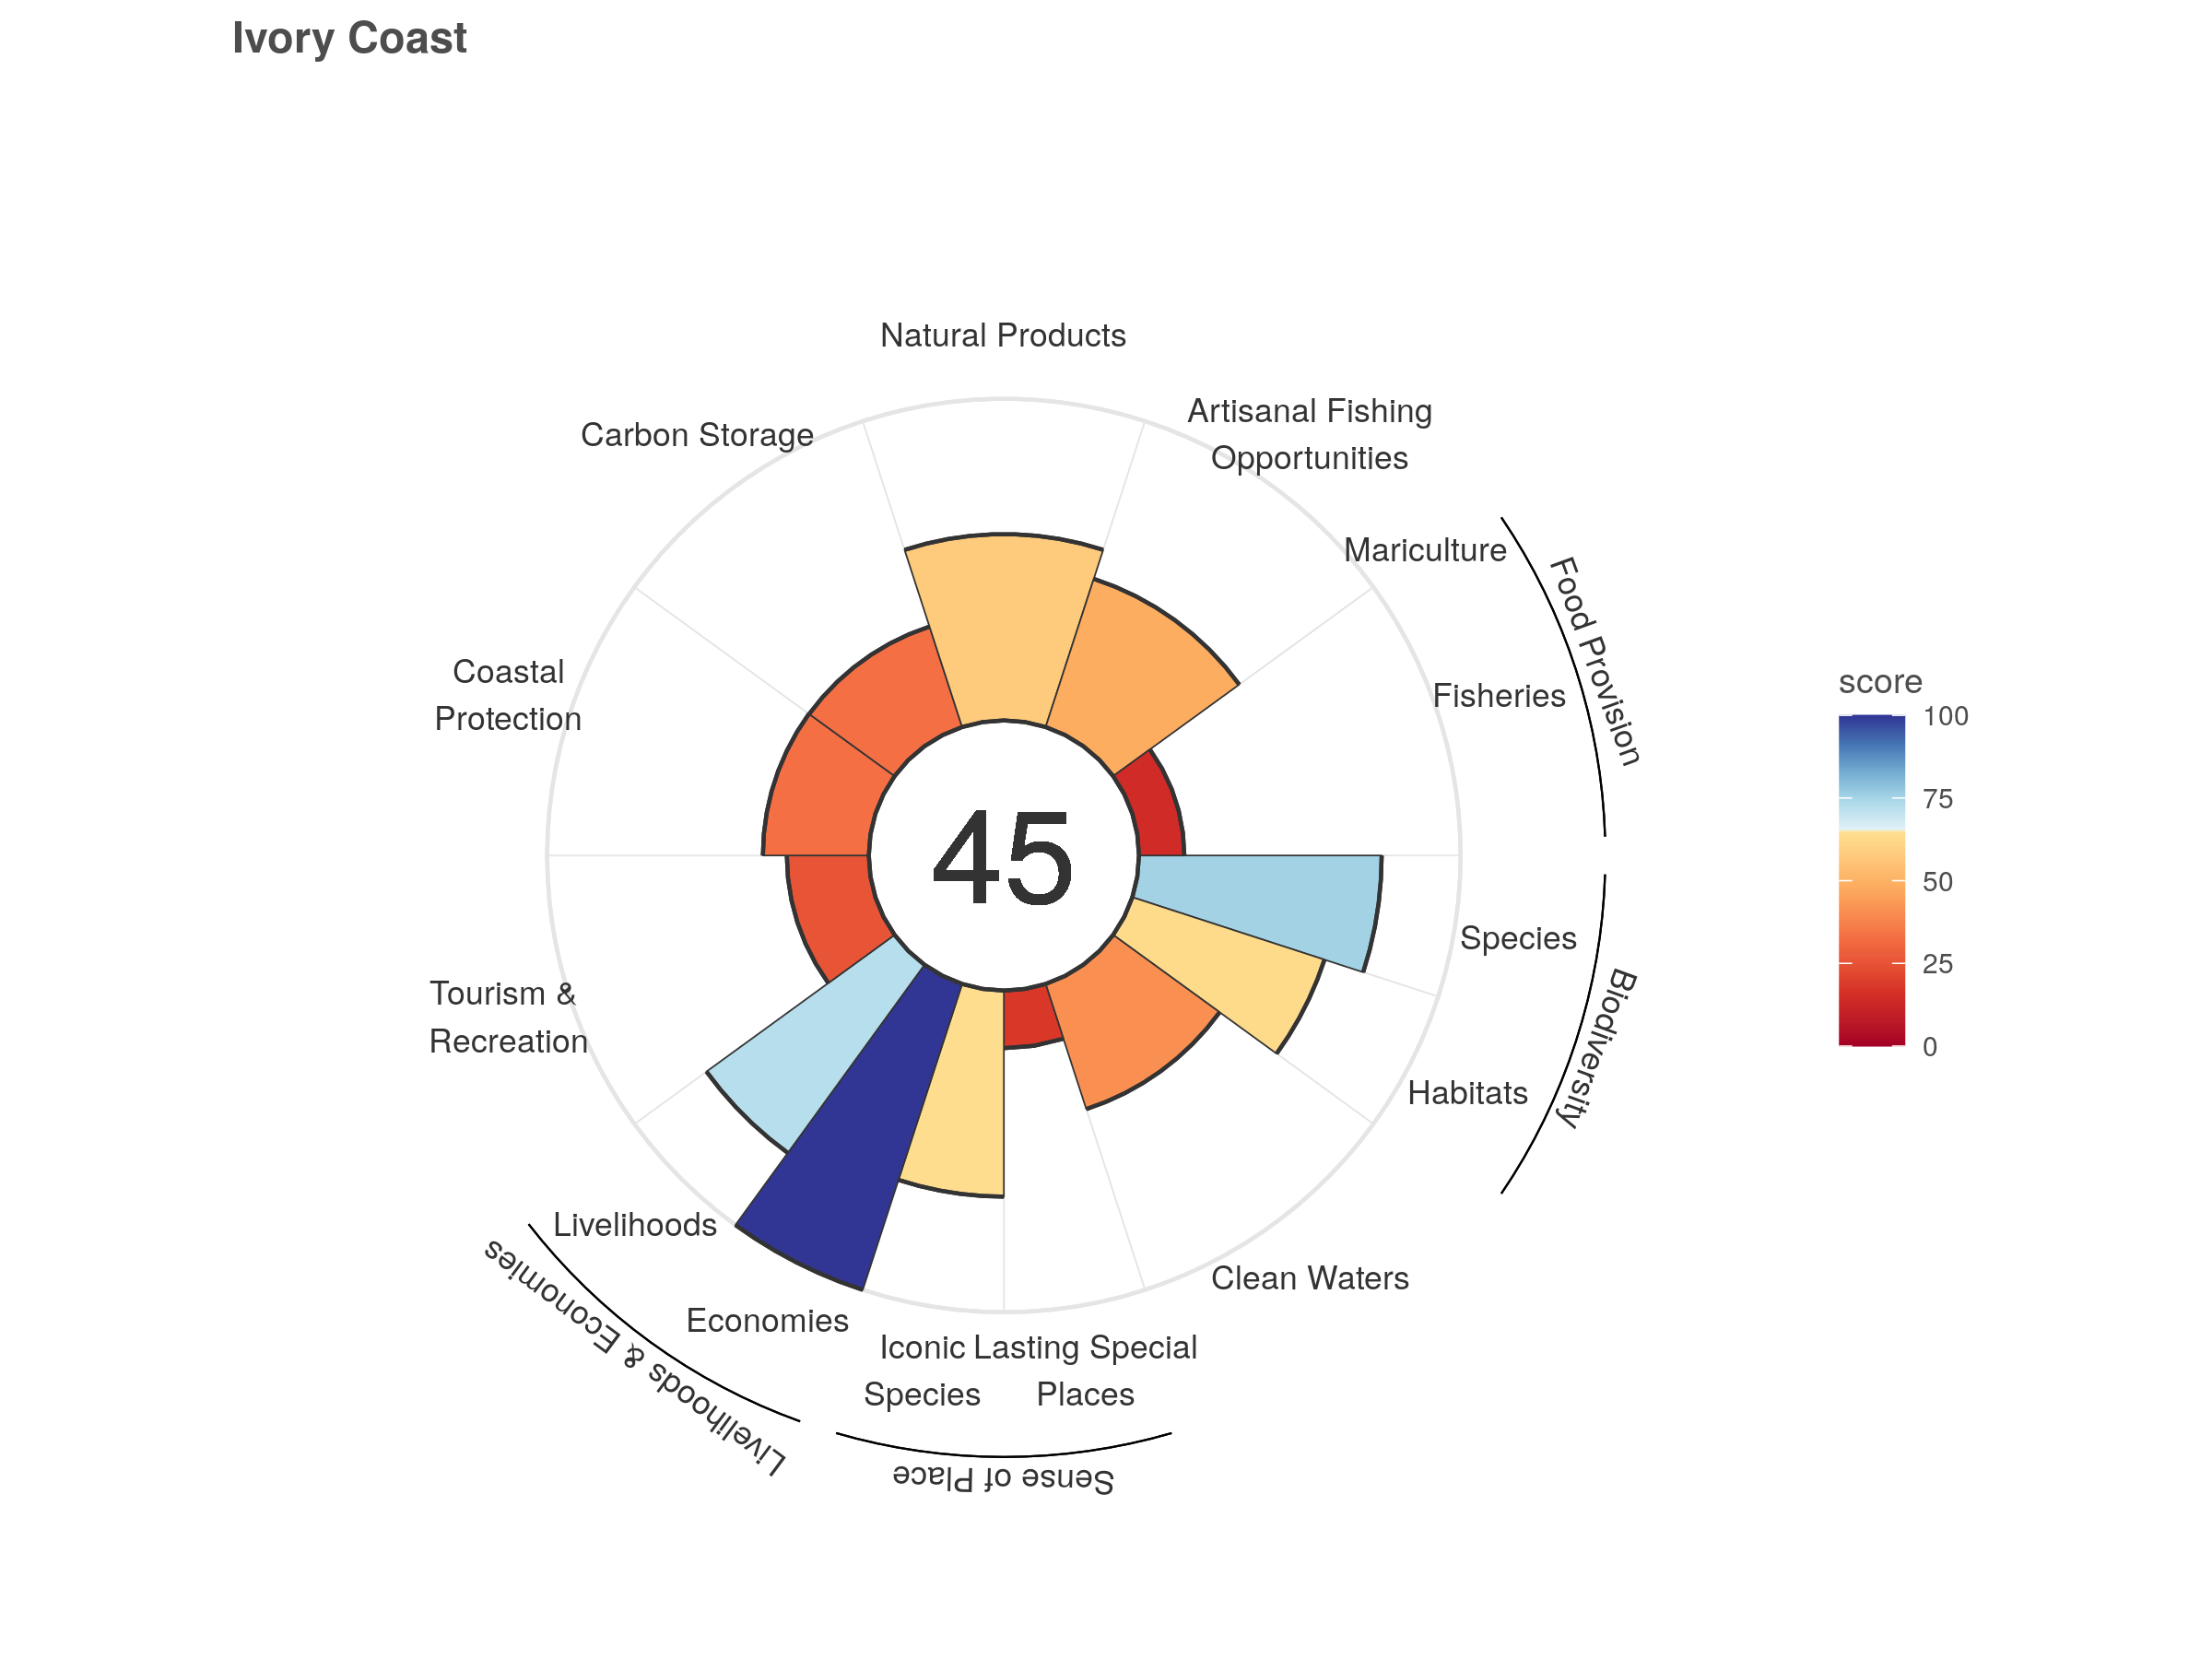 Ivory Coast
Natural Products
Artisanal Fishing
Opportunities
Carbon Storage
Mariculture
Food Provision
Fisheries
Coastal
Protection
score
100
75
50
25
0
45
Species
Biodiversity
Habitats
Tourism &
Recreation
Livelihoods
Livelihoods & Economies
Economies
Clean Waters
Iconic
Species
Lasting Special
Places
Sense of Place